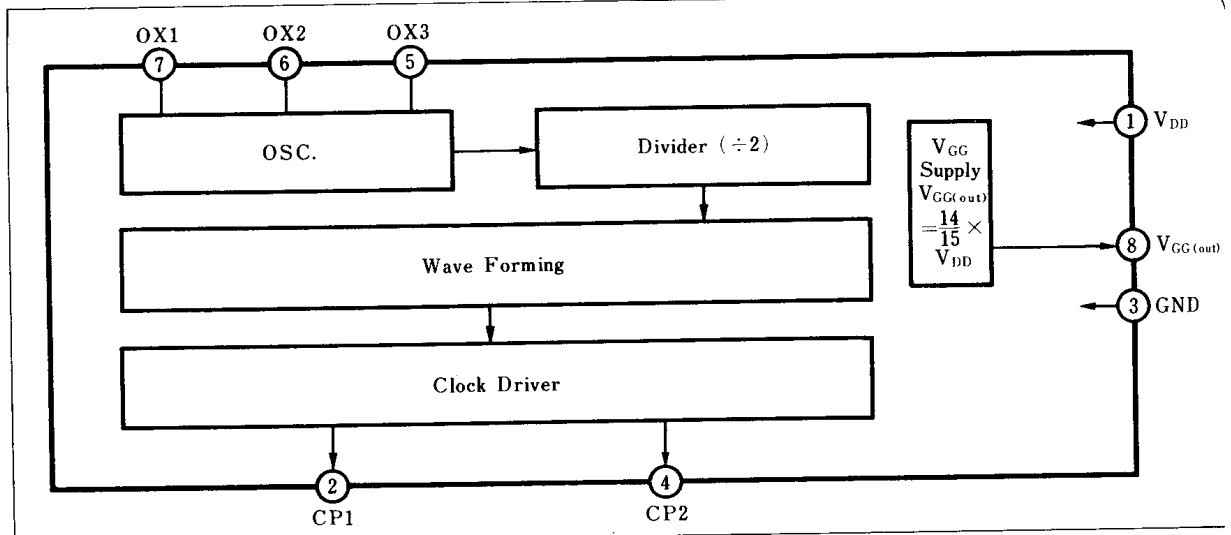 OX1 OX2 OX3
7 6 5
OSC.
Divider (÷2)
1 V_DD
V_GG
Supply
V_GG(out)
=14/15×
V_DD
8 V_GG(out)
Wave Forming
3 GND
Clock Driver
2 4
CP1 CP2